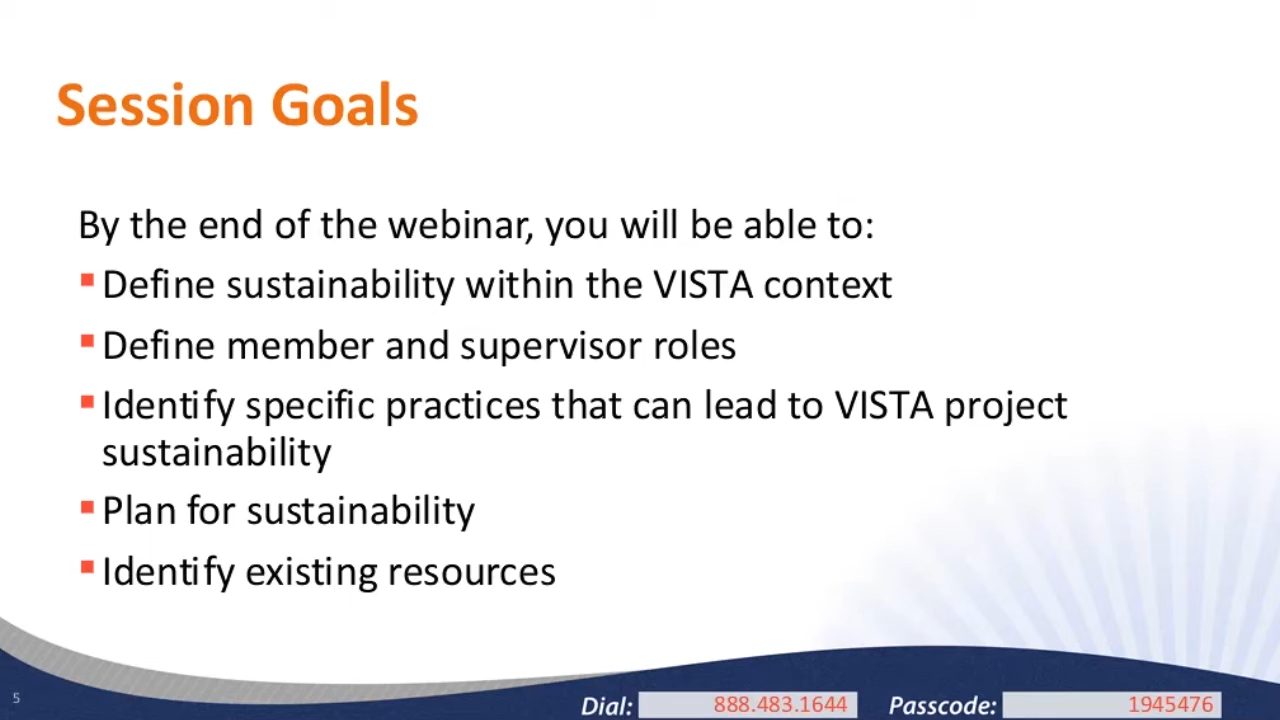 Session Goals
By the end of the webinar, you will be able to:
▪Define sustainability within the VISTA context
▪Define member and supervisor roles
▪Identify specific practices that can lead to VISTA project
sustainability
▪Plan for sustainability
▪Identify existing resources
5
Dial: 888.483.1644 Passcode: 1945476